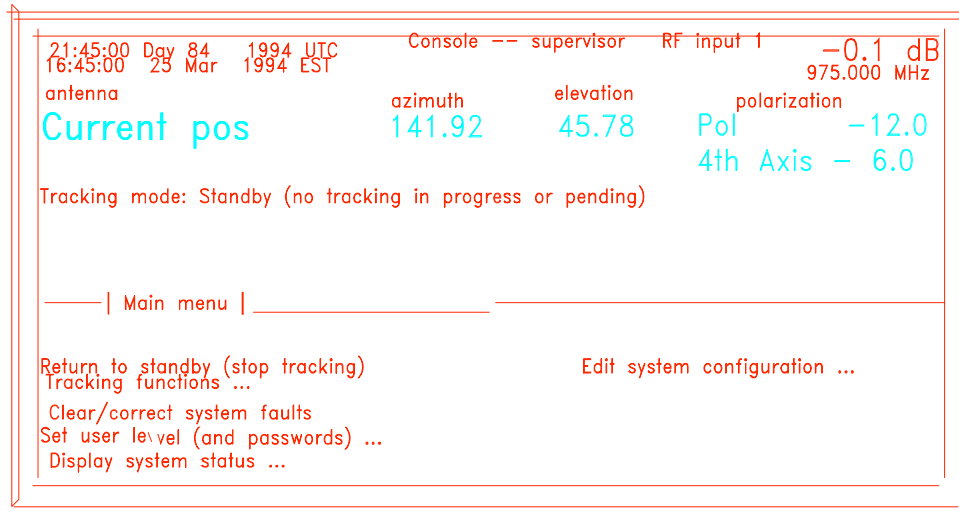 21:45:00 Day 84 1994 UTC Console -- supervisor RF input 1 -0.1 dB
16:45:00 25 Mar 1994 EST 975.000 MHz
antenna azimuth elevation polarization
Current pos 141.92 45.78 Pol -12.0
4th Axis - 6.0
Tracking mode: Standby (no tracking in progress or pending)
| Main menu |
Return to standby (stop tracking) Edit system configuration ...
Tracking functions ...
Clear/correct system faults
Set user level (and passwords) ...
Display system status ...